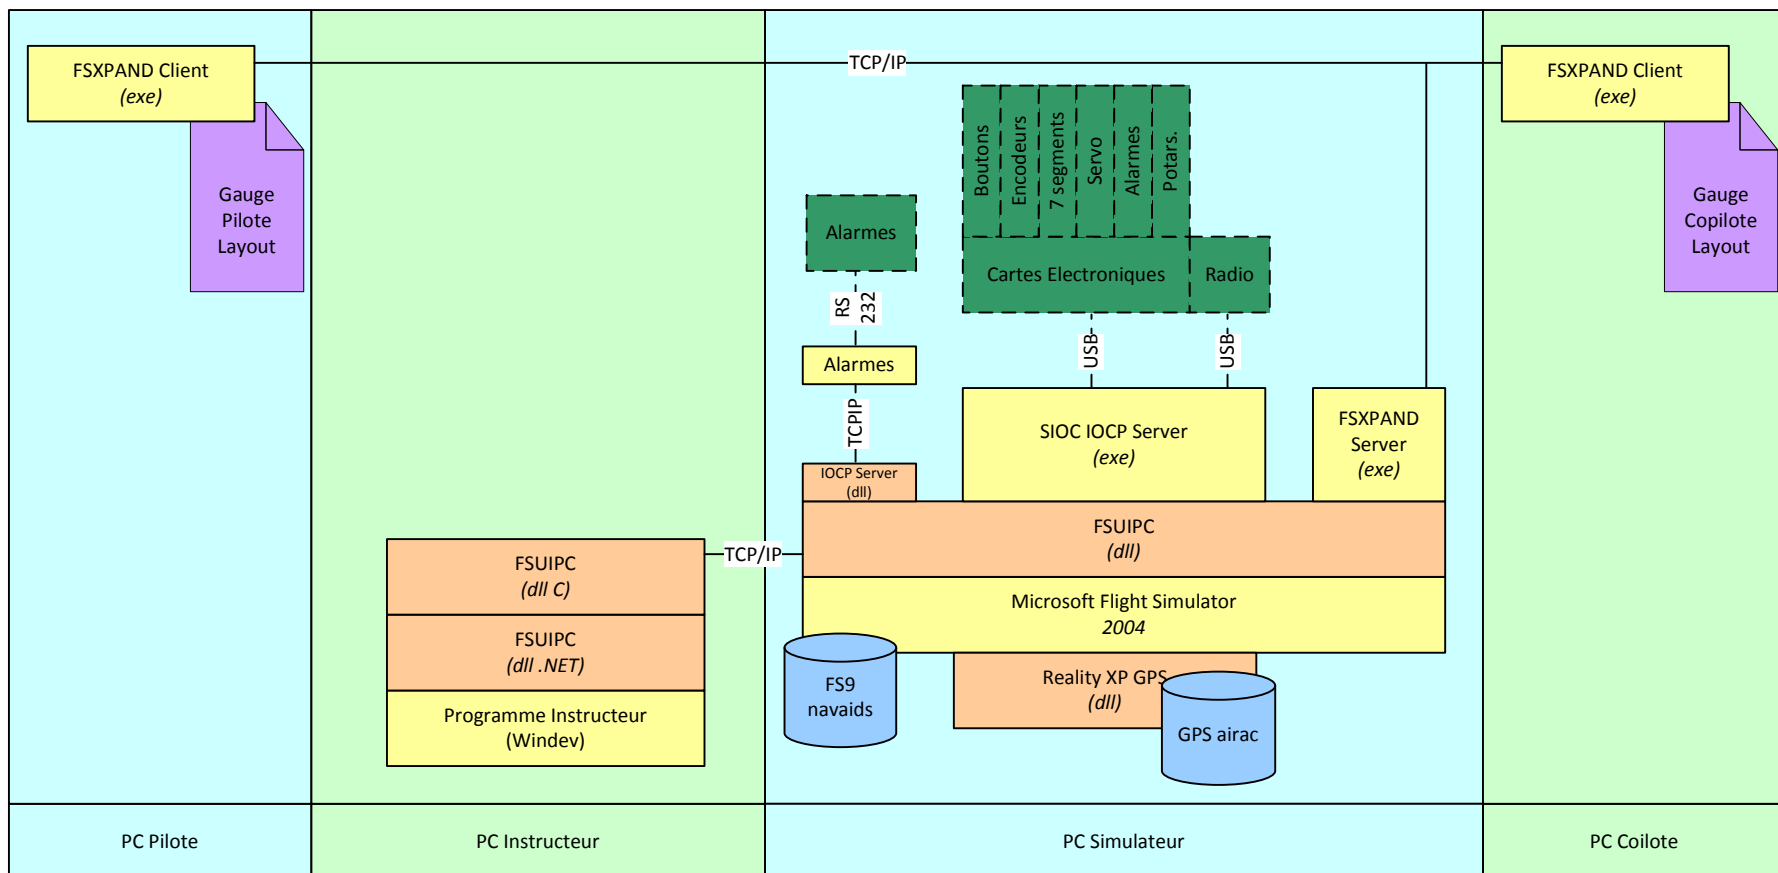 FSXPAND Client
(exe)
Gauge
Pilote
Layout
TCP/IP
FSXPAND Client
(exe)
Gauge
Copilote
Layout
Boutons
Encodeurs
7 segments
Servo
Alarmes
Potars.
Cartes Electroniques
Radio
Alarmes
RS
232
Alarmes
TCPIP
USB
USB
IOCP Server
(dll)
SIOC IOCP Server
(exe)
FSXPAND
Server
(exe)
FSUIPC
(dll)
TCP/IP
Microsoft Flight Simulator
2004
FSUIPC
(dll C)
FSUIPC
(dll .NET)
Programme Instructeur
(Windev)
FS9
navaids
Reality XP GPS
(dll)
GPS airac
PC Pilote
PC Instructeur
PC Simulateur
PC Coilote